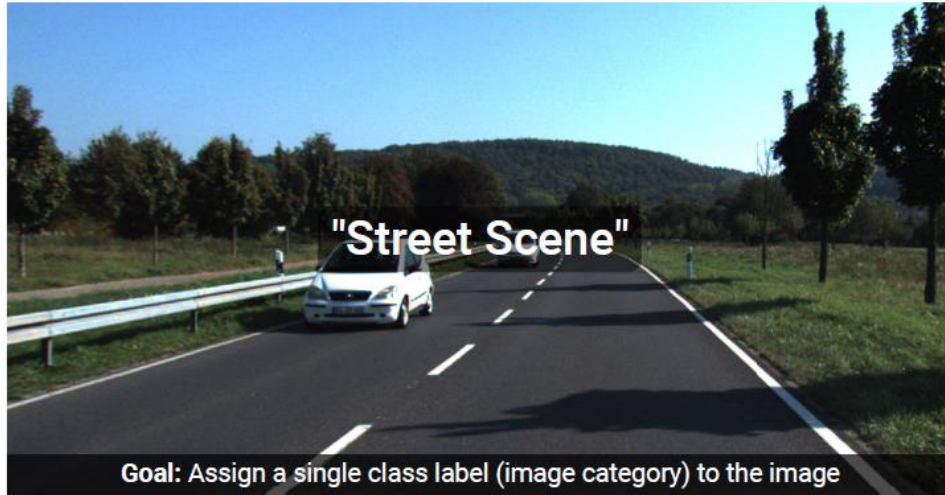 "Street Scene"
Goal: Assign a single class label (image category) to the image